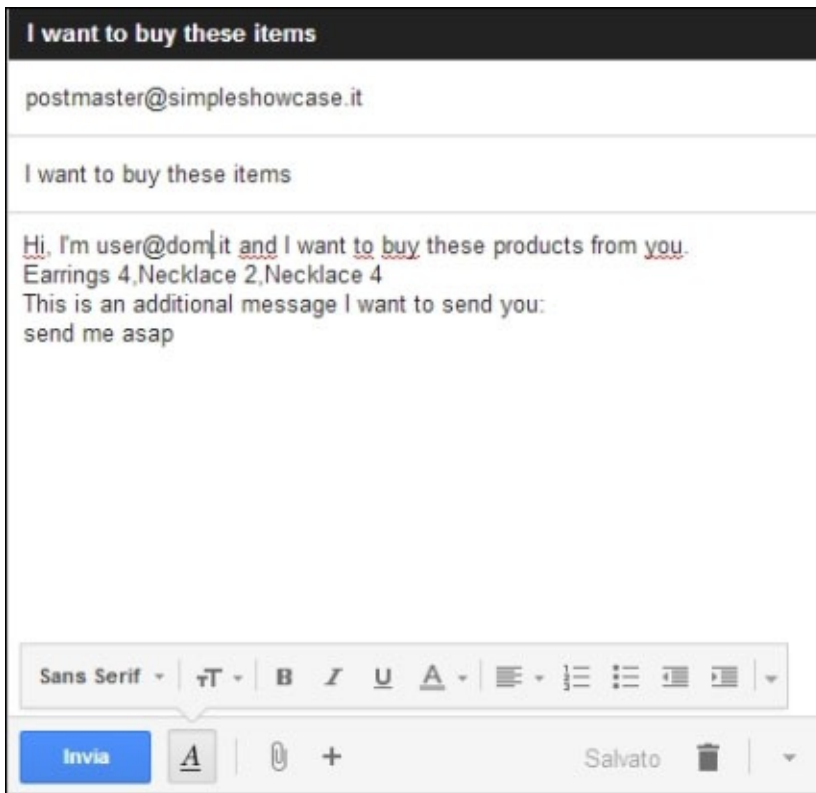 I want to buy these items
postmaster@simpleshowcase.it
I want to buy these items
Hi, I'm user@dom.it and I want to buy these products from you.
Earrings 4,Necklace 2,Necklace 4
This is an additional message I want to send you:
send me asap
Sans Serif TT B I U A
Invia A + Salvato